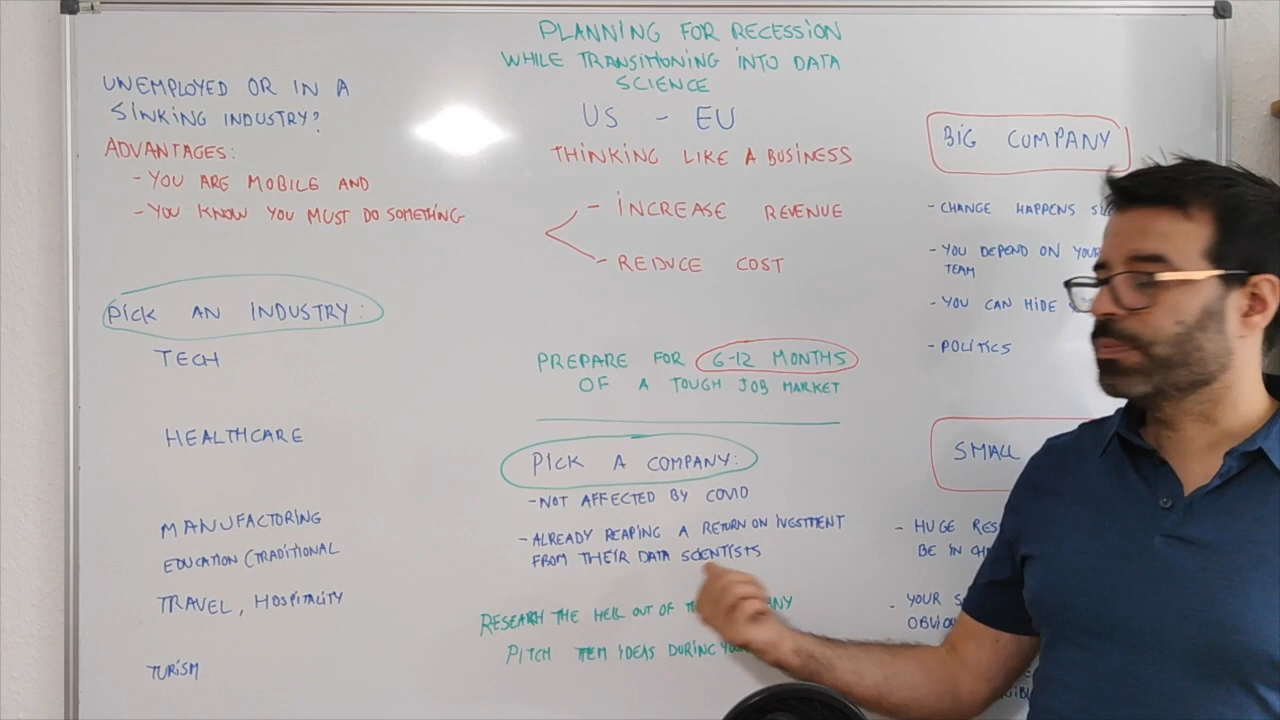 PLANNING FOR RECESSION
WHILE TRANSITIONING INTO DATA
SCIENCE
US - EU
THINKING LIKE A BUSINESS
- INCREASE REVENUE
- REDUCE COST
PREPARE FOR 6-12 MONTHS
OF A TOUGH JOB MARKET
UNEMPLOYED OR IN A
SINKING INDUSTRY?
ADVANTAGES:
- YOU ARE MOBILE AND
- YOU KNOW YOU MUST DO SOMETHING
PICK AN INDUSTRY:
TECH
HEALTHCARE
MANUFACTORING
EDUCATION (TRADITIONAL
TRAVEL, HOSPITALITY
TURISM
PICK A COMPANY:
- NOT AFFECTED BY COVID
- ALREADY REAPING A RETURN ON IVESTMENT
FROM THEIR DATA SCIENTISTS
RESEARCH THE HELL OUT OF
PITCH TEM IDEAS DURING
BIG COMPANY
- CHANGE HAPPENS
- YOU DEPEND ON YOUR
TEAM
- YOU CAN HIDE
- POLITICS
SMALL
- HUGE
BE IN
- YOUR